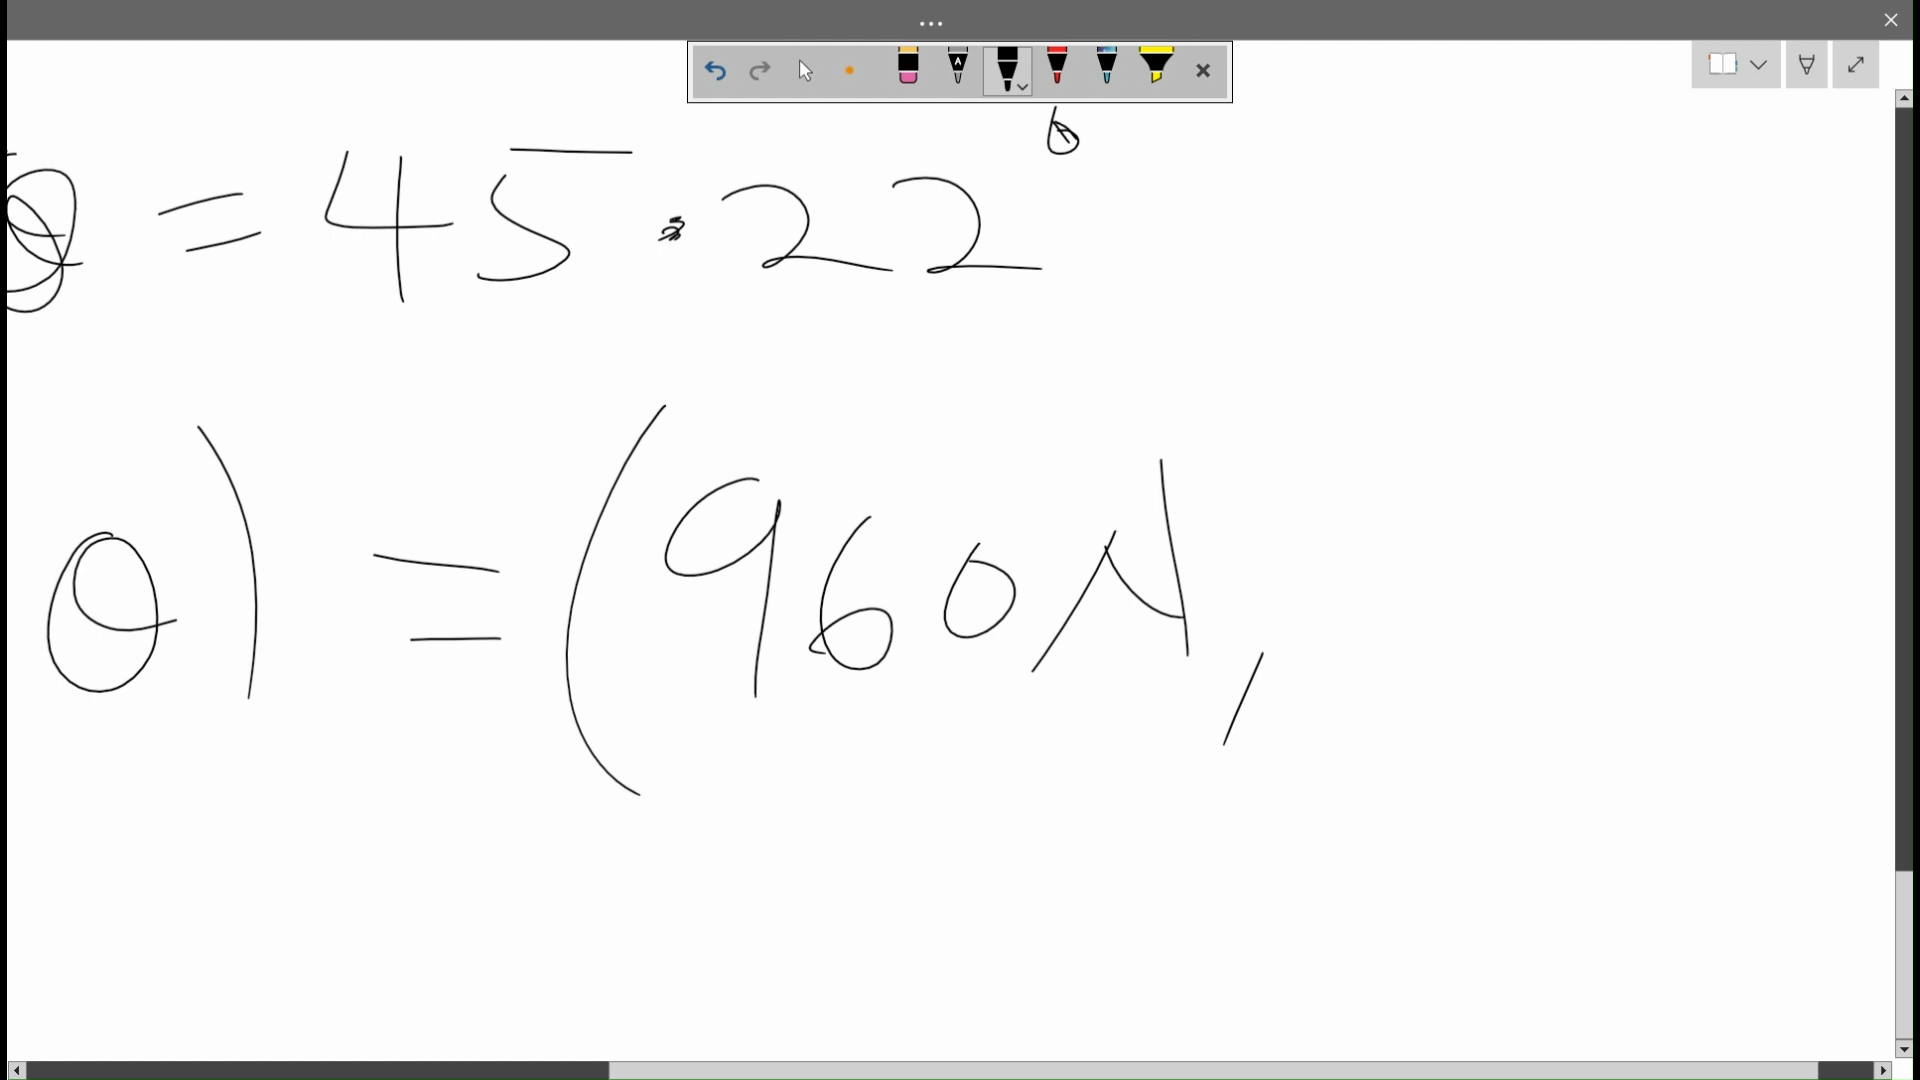 θ = 45.22°
θ) = (960N,